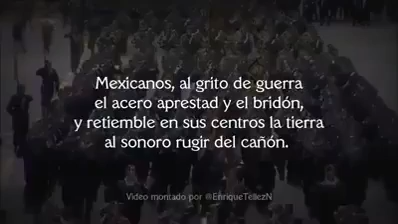 Mexicanos, al grito de guerra
el acero aprestad y el bridón,
y retiemble en sus centros la tierra
al sonoro rugir del cañón.
Video montado por @EnriqueTellezN